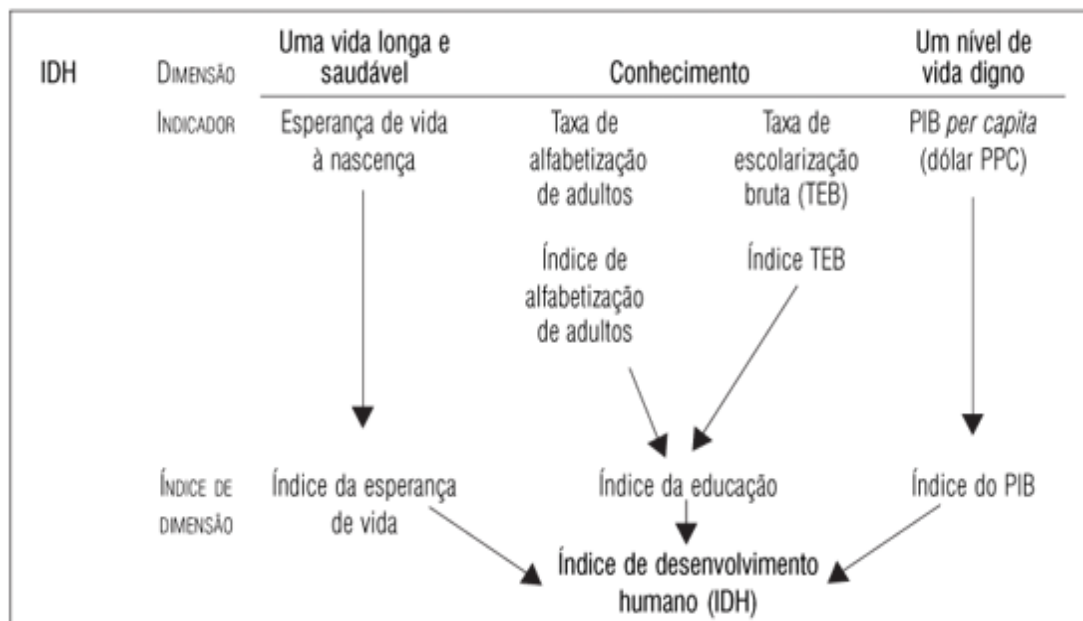 IDH
DIMENSÃO
Uma vida longa e
saudável
Conhecimento
Um nível de
vida digno
INDICADOR
Esperança de vida
à nascença
Taxa de
alfabetização
de adultos
Taxa de
escolarização
bruta (TEB)
PIB per capita
(dólar PPC)
Índice de
alfabetização
de adultos
Índice TEB
ÍNDICE DE
DIMENSÃO
Índice da esperança
de vida
Índice da educação
Índice do PIB
Índice de desenvolvimento
humano (IDH)